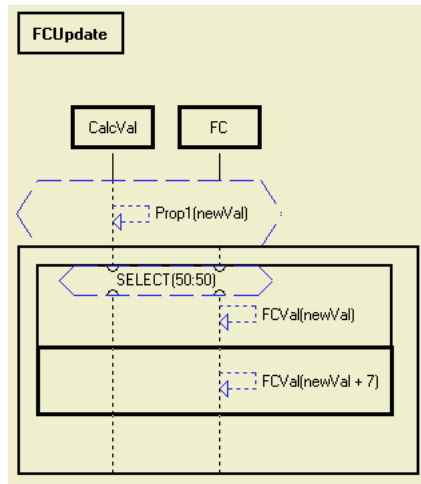 FCUpdate
CalcVal FC
Prop1(newVal)
SELECT(50:50)
FCVal(newVal)
FCVal(newVal + 7)